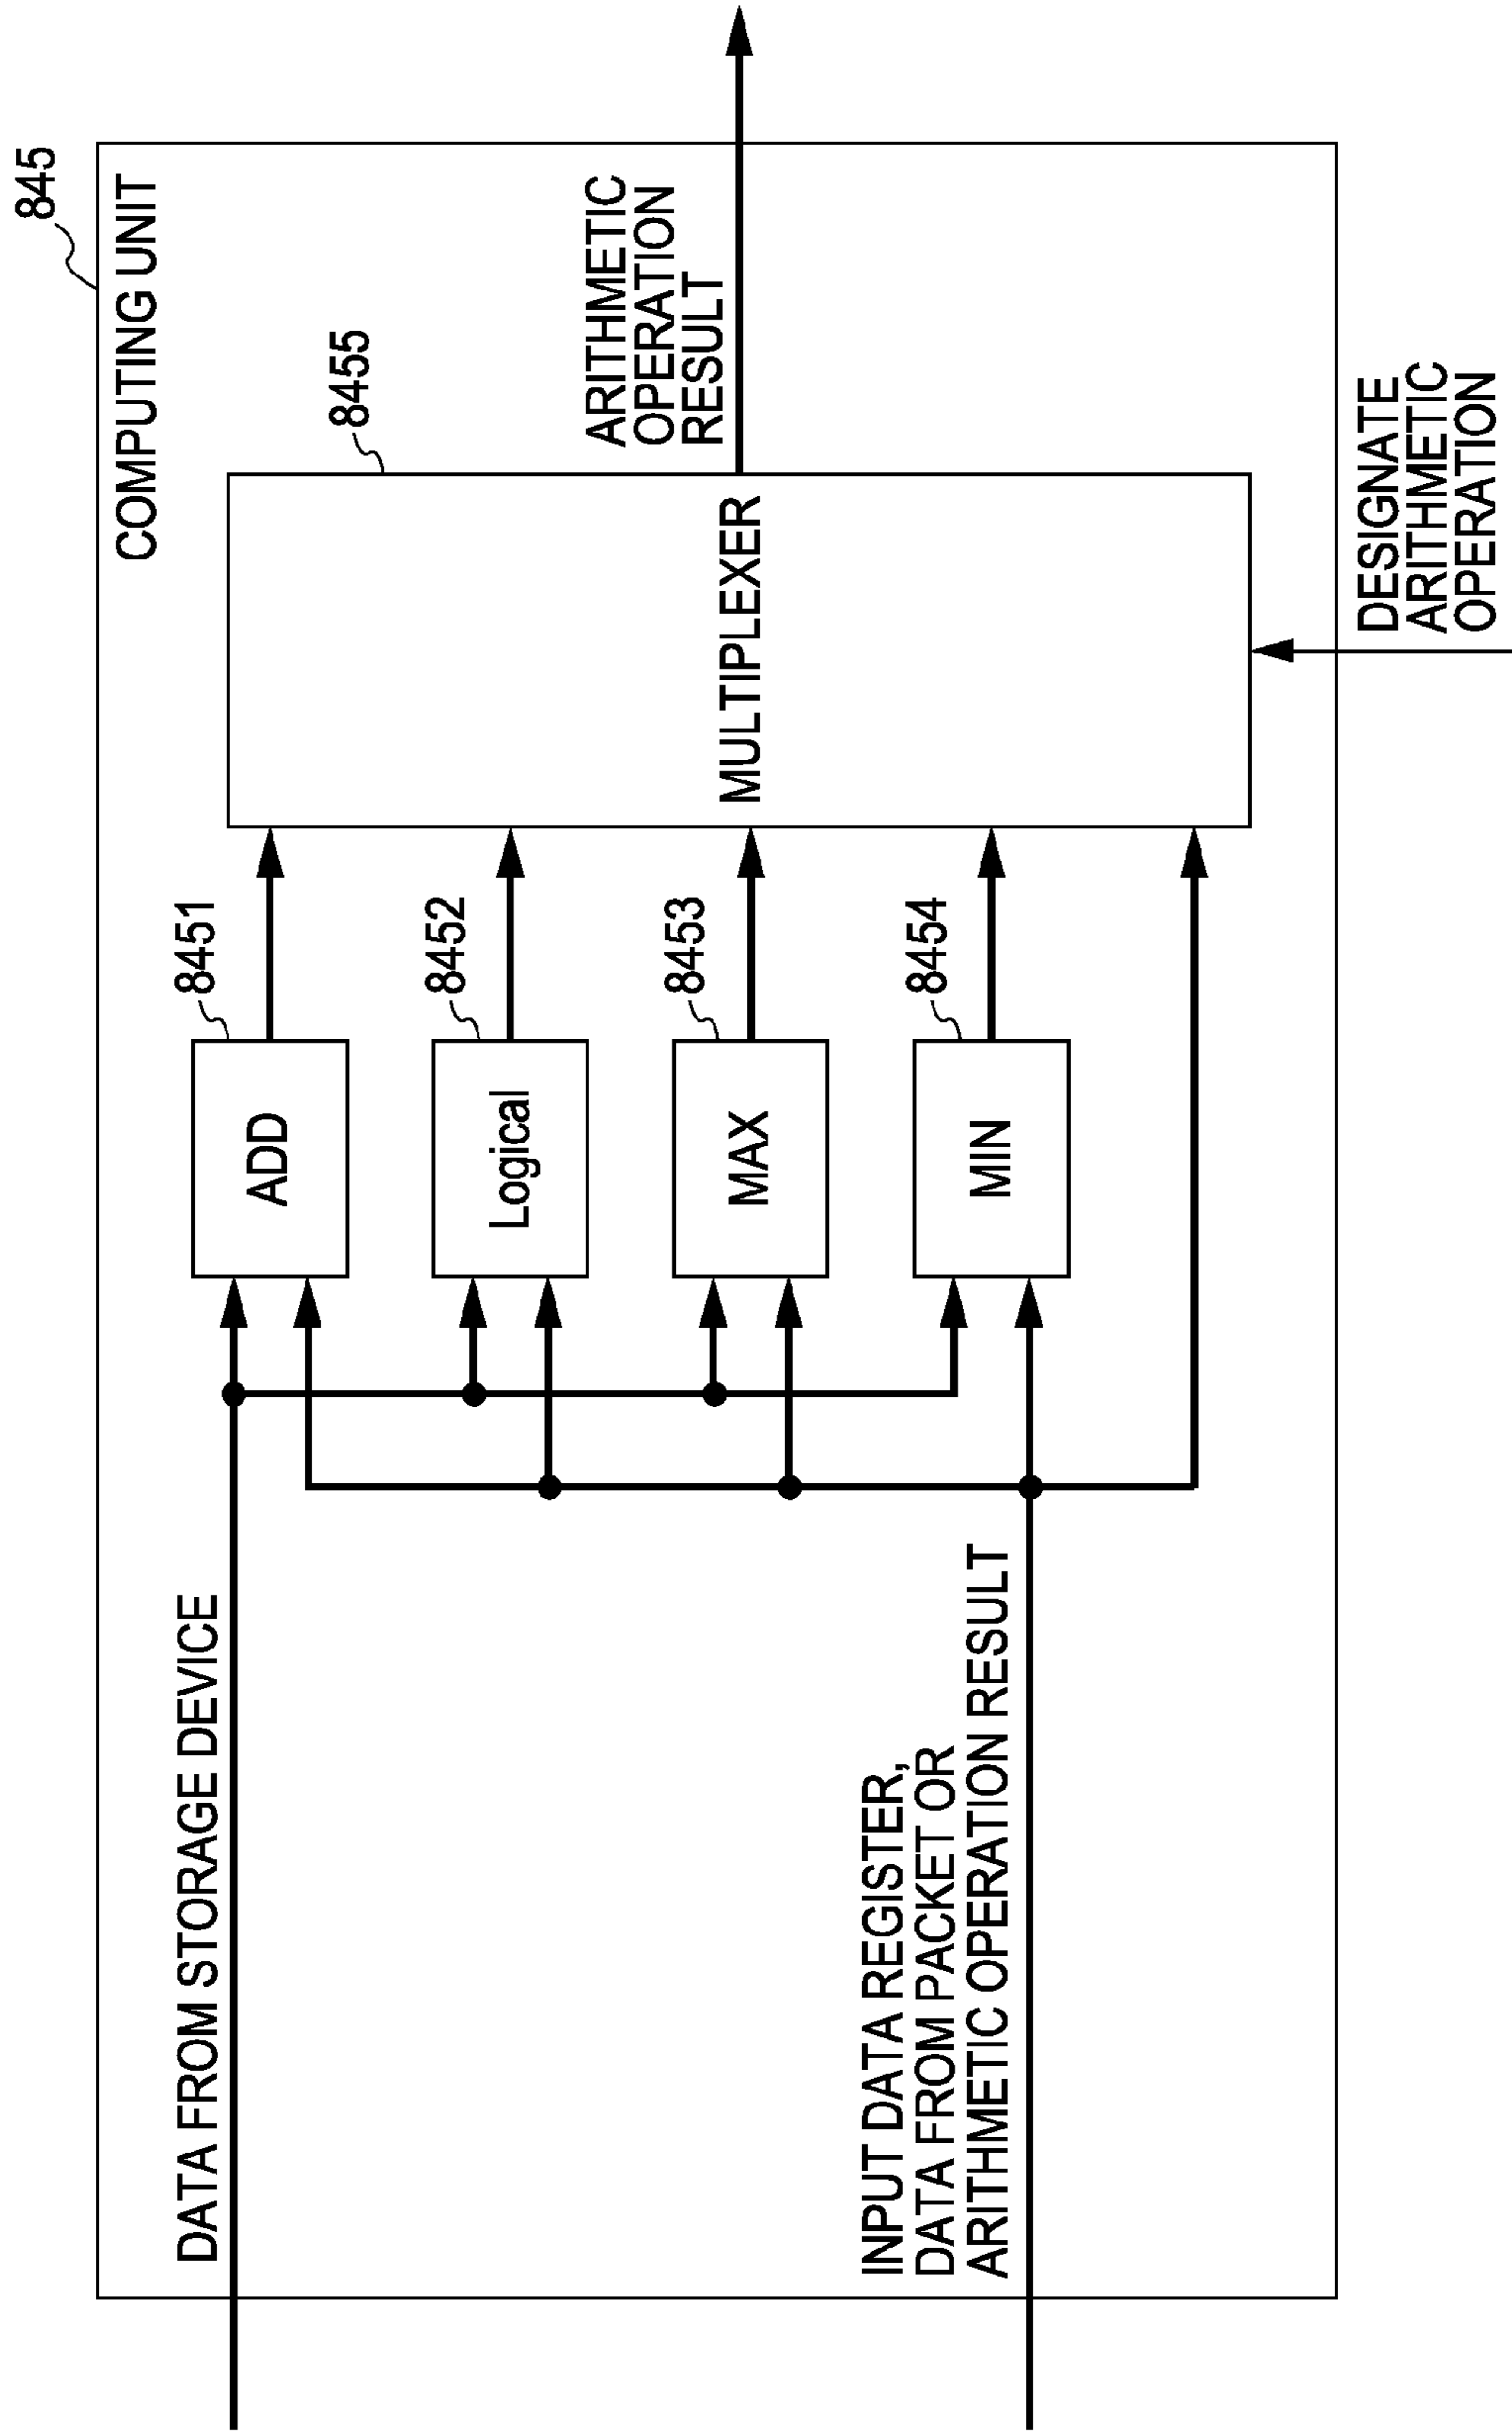 845
COMPUTING UNIT
DATA FROM STORAGE DEVICE
INPUT DATA REGISTER,
DATA FROM PACKET OR
ARITHMETIC OPERATION RESULT
8451
ADD
8452
Logical
8453
MAX
8454
MIN
8455
MULTIPLEXER
ARITHMETIC
OPERATION
RESULT
DESIGNATE
ARITHMETIC
OPERATION